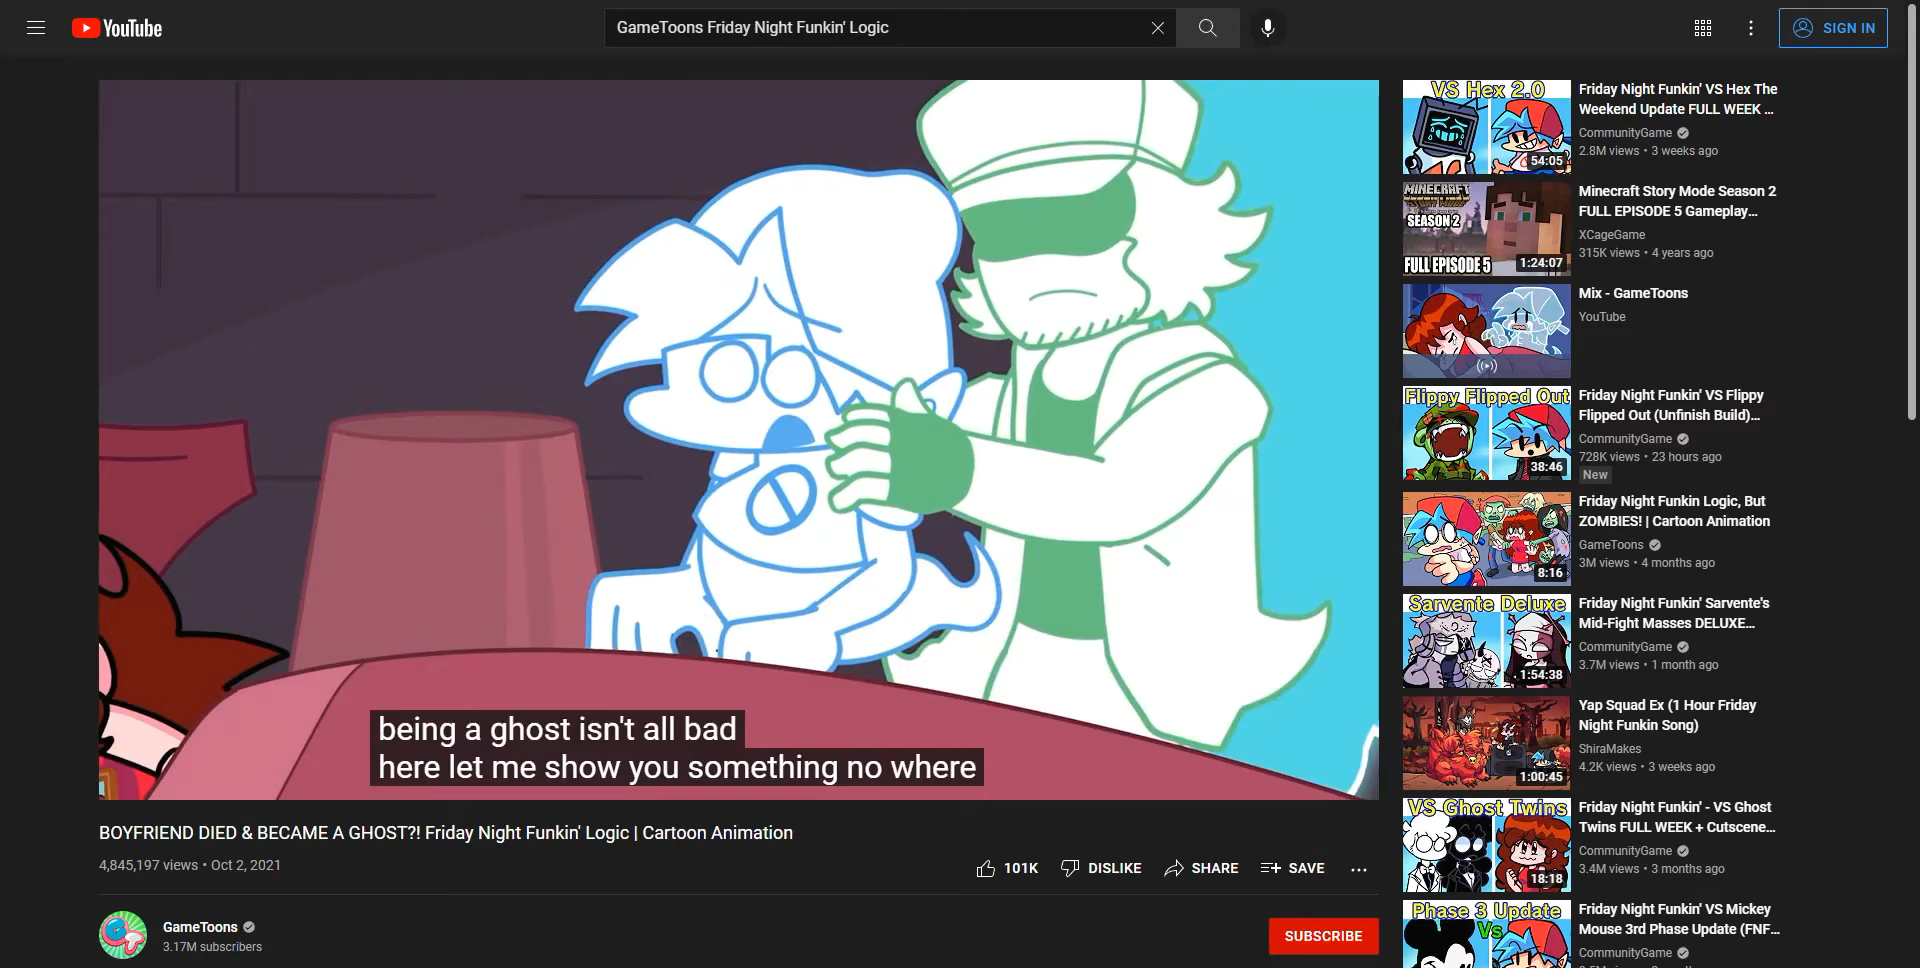 YouTube
GameToons Friday Night Funkin' Logic
SIGN IN
being a ghost isn't all bad
here let me show you something no where
BOYFRIEND DIED & BECAME A GHOST?! Friday Night Funkin' Logic | Cartoon Animation
4,845,197 views • Oct 2, 2021
101K
DISLIKE
SHARE
SAVE
GameToons
3.17M subscribers
SUBSCRIBE
VS Hex 2.0
54:05
Friday Night Funkin' VS Hex The
Weekend Update FULL WEEK ...
CommunityGame
2.8M views • 3 weeks ago
MINECRAFT
SEASON 2
FULL EPISODE 5
1:24:07
Minecraft Story Mode Season 2
FULL EPISODE 5 Gameplay...
XCageGame
315K views • 4 years ago
Mix - GameToons
YouTube
Flippy Flipped Out
38:46
Friday Night Funkin' VS Flippy
Flipped Out (Unfinish Build)...
CommunityGame
728K views • 23 hours ago
New
8:16
Friday Night Funkin Logic, But
ZOMBIES! | Cartoon Animation
GameToons
3M views • 4 months ago
Sarvente Deluxe
1:54:38
Friday Night Funkin' Sarvente's
Mid-Fight Masses DELUXE...
CommunityGame
3.7M views • 1 month ago
1:00:45
Yap Squad Ex (1 Hour Friday
Night Funkin Song)
ShiraMakes
4.2K views • 3 weeks ago
VS Ghost Twins
18:18
Friday Night Funkin' - VS Ghost
Twins FULL WEEK + Cutscene...
CommunityGame
3.4M views • 3 months ago
Phase 3 Update
Vs
Friday Night Funkin' VS Mickey
Mouse 3rd Phase Update (FNF...
CommunityGame